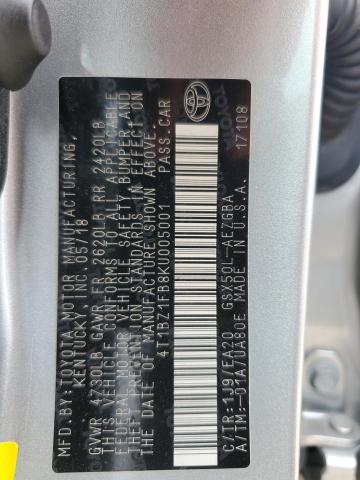 MFD. BY: TOYOTA MOTOR MANUFACTURING,
KENTUCKY, INC. 05/18
GVWR 4730LB GAWR FR 2620LB RR 2420LB
THIS VEHICLE CONFORMS TO ALL APPLICABLE
FEDERAL MOTOR VEHICLE SAFETY BUMPER AND
THEFT PREVENTION STANDARDS IN EFFECT ON
THE DATE OF MANUFACTURE SHOWN ABOVE.
4T1BZ1FB8KU005001 PASS.CAR
C/TR: 1J9/EA20 GSV50L-AEZGBA
A/TM: -01A/UA80E MADE IN U.S.A. 17108